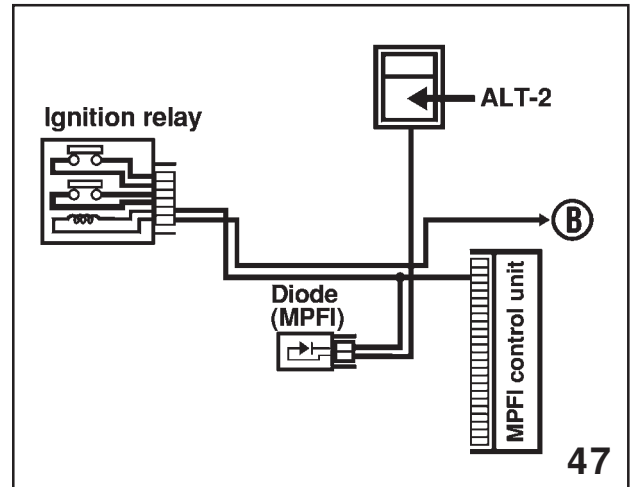 ALT-2
Ignition relay
B
Diode
(MPFI)
MPFI control unit
47